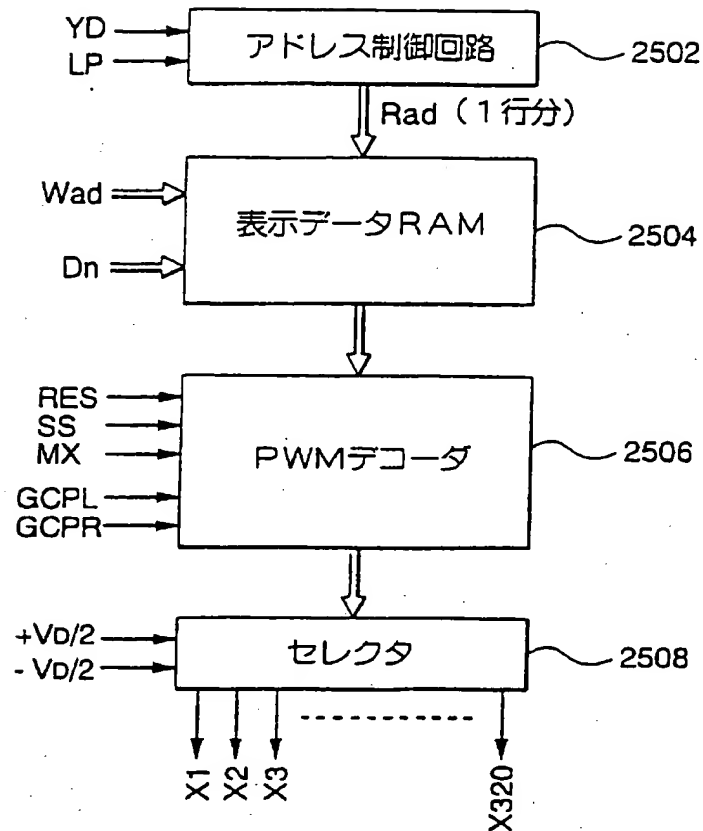 YD
LP
アドレス制御回路
2502
Rad（1行分）
Wad
Dn
表示データRAM
2504
RES
SS
MX
GCPL
GCPR
PWMデコーダ
2506
+VD/2
- VD/2
セレクタ
2508
X1
X2
X3
X320